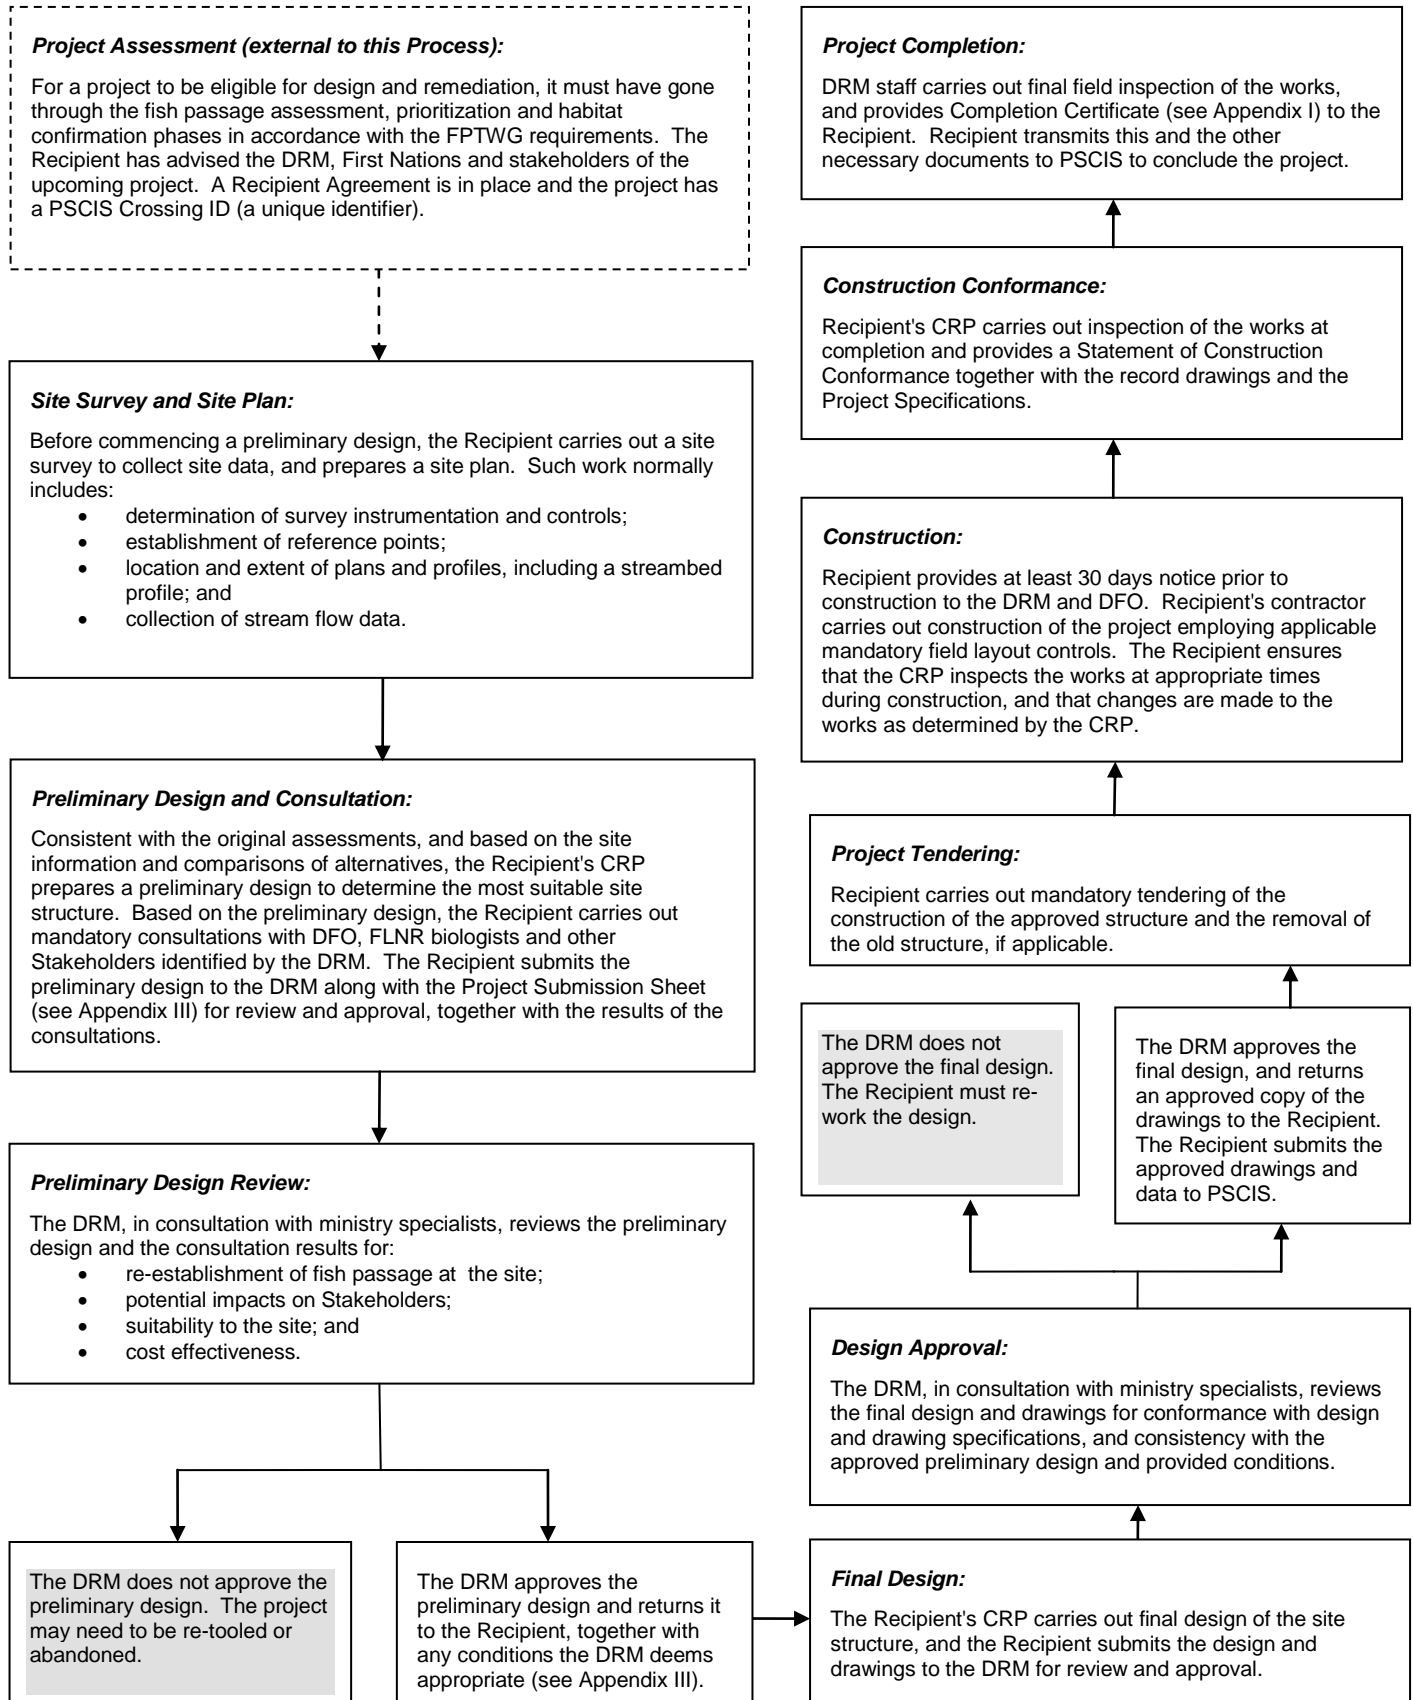 Project Assessment (external to this Process):
For a project to be eligible for design and remediation, it must have gone
through the fish passage assessment, prioritization and habitat
confirmation phases in accordance with the FPTWG requirements.  The
Recipient has advised the DRM, First Nations and stakeholders of the
upcoming project.  A Recipient Agreement is in place and the project has
a PSCIS Crossing ID (a unique identifier).
Site Survey and Site Plan:
Before commencing a preliminary design, the Recipient carries out a site
survey to collect site data, and prepares a site plan.  Such work normally
includes:
• determination of survey instrumentation and controls;
• establishment of reference points;
• location and extent of plans and profiles, including a streambed
profile; and
• collection of stream flow data.
Preliminary Design and Consultation:
Consistent with the original assessments, and based on the site
information and comparisons of alternatives, the Recipient's CRP
prepares a preliminary design to determine the most suitable site
structure.  Based on the preliminary design, the Recipient carries out
mandatory consultations with DFO, FLNR biologists and other
Stakeholders identified by the DRM.  The Recipient submits the
preliminary design to the DRM along with the Project Submission Sheet
(see Appendix III) for review and approval, together with the results of the
consultations.
Preliminary Design Review:
The DRM, in consultation with ministry specialists, reviews the preliminary
design and the consultation results for:
• re-establishment of fish passage at  the site;
• potential impacts on Stakeholders;
• suitability to the site; and
• cost effectiveness.
The DRM does not approve the
preliminary design.  The project
may need to be re-tooled or
abandoned.
The DRM approves the
preliminary design and returns it
to the Recipient, together with
any conditions the DRM deems
appropriate (see Appendix III).
Final Design:
The Recipient's CRP carries out final design of the site
structure, and the Recipient submits the design and
drawings to the DRM for review and approval.
Design Approval:
The DRM, in consultation with ministry specialists, reviews
the final design and drawings for conformance with design
and drawing specifications, and consistency with the
approved preliminary design and provided conditions.
The DRM does not
approve the final design.
The Recipient must re-
work the design.
The DRM approves the
final design, and returns
an approved copy of the
drawings to the Recipient.
The Recipient submits the
approved drawings and
data to PSCIS.
Project Tendering:
Recipient carries out mandatory tendering of the
construction of the approved structure and the removal of
the old structure, if applicable.
Construction:
Recipient provides at least 30 days notice prior to
construction to the DRM and DFO.  Recipient's contractor
carries out construction of the project employing applicable
mandatory field layout controls.  The Recipient ensures
that the CRP inspects the works at appropriate times
during construction, and that changes are made to the
works as determined by the CRP.
Construction Conformance:
Recipient's CRP carries out inspection of the works at
completion and provides a Statement of Construction
Conformance together with the record drawings and the
Project Specifications.
Project Completion:
DRM staff carries out final field inspection of the works,
and provides Completion Certificate (see Appendix I) to the
Recipient.  Recipient transmits this and the other
necessary documents to PSCIS to conclude the project.